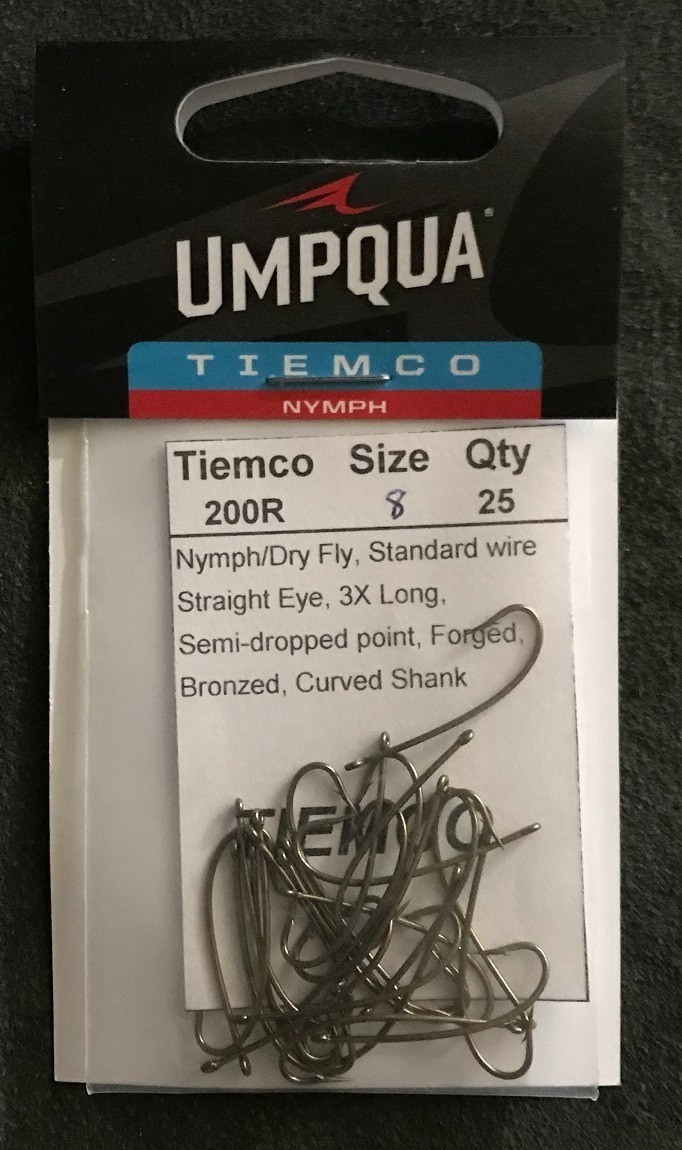 UMPQUA
TIEMCO
NYMPH
Tiemco Size Qty
200R 8 25
Nymph/Dry Fly, Standard wire
Straight Eye, 3X Long,
Semi-dropped point, Forged,
Bronzed, Curved Shank
TIEMCO